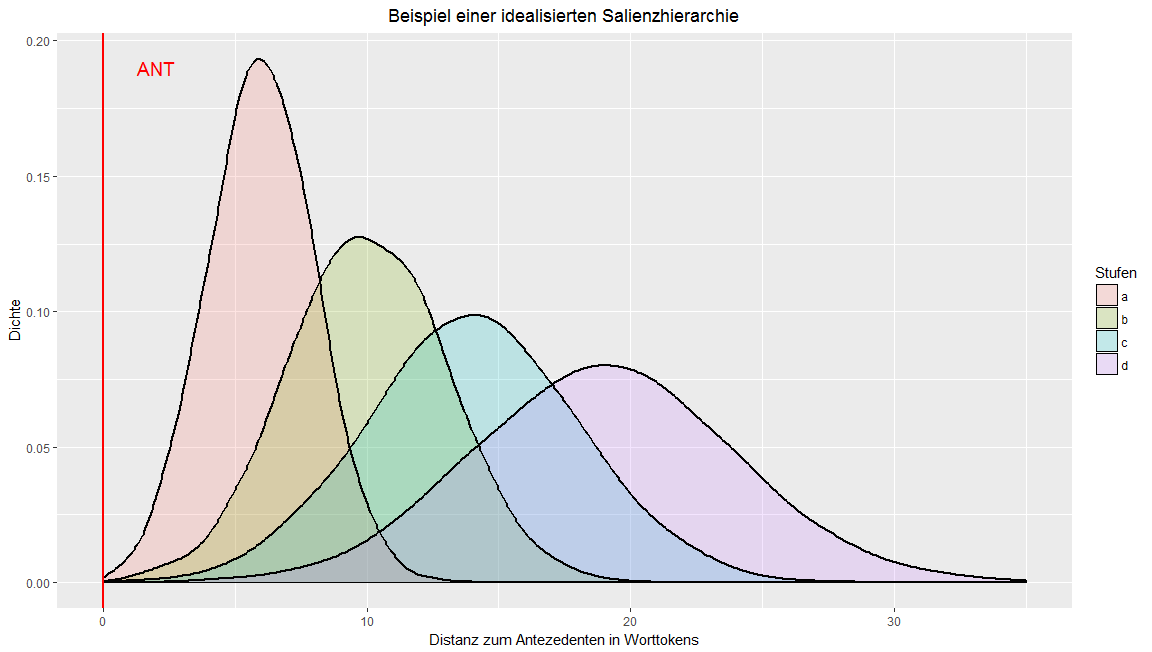 Beispiel einer idealisierten Salienzhierarchie
0.20
ANT
0.15
0.10
0.05
0.00
Dichte
0 10 20 30
Distanz zum Antezedenten in Worttokens
Stufen
a
b
c
d